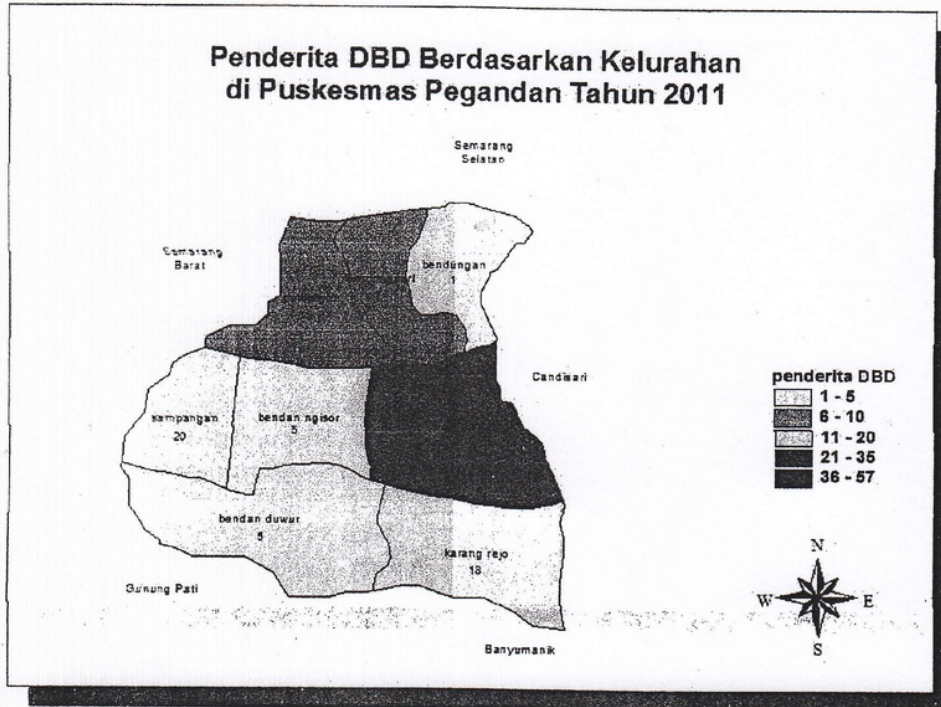 Penderita DBD Berdasarkan Kelurahan
di Puskesmas Pegandan Tahun 2011
Semarang
Selatan
Semarang
Barat
bendungan
1
Candisari
sampangan
20
bendan ngisor
5
bendan duwur
5
karang rejo
18
Gunung Pati
Banyumanik
penderita DBD
1 - 5
6 - 10
11 - 20
21 - 35
36 - 57
N
W
E
S